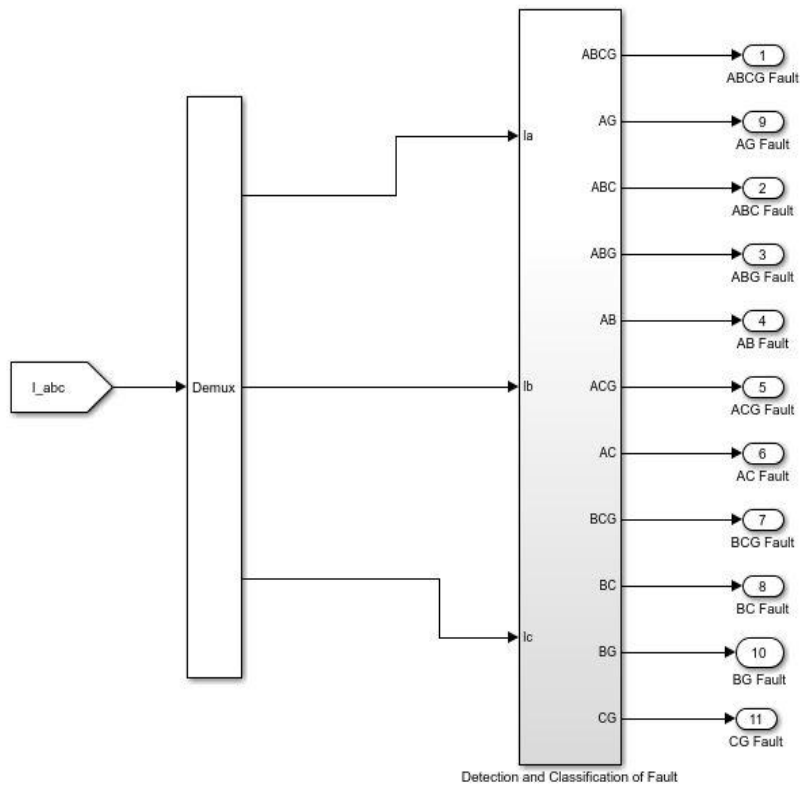 ABCG
1
ABCG Fault
AG
9
AG Fault
Ia
ABC
2
ABC Fault
ABG
3
ABG Fault
AB
4
AB Fault
I_abc
Demux
Ib
ACG
5
ACG Fault
AC
6
AC Fault
BCG
7
BCG Fault
BC
8
BC Fault
Ic
BG
10
BG Fault
CG
11
CG Fault
Detection and Classification of Fault